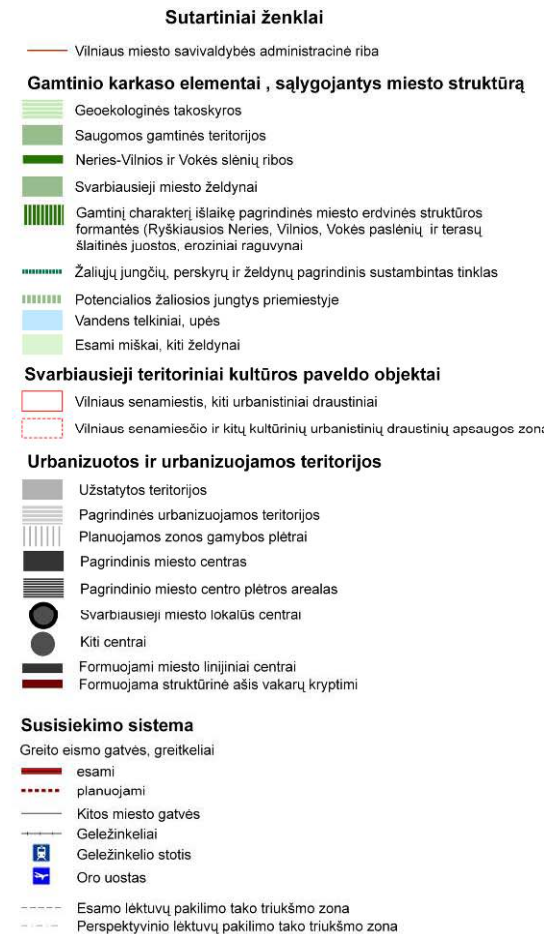 Sutartiniai ženklai
Vilniaus miesto savivaldybės administracinė riba
Gamtinio karkaso elementai , sąlygojantys miesto struktūrą
Geoekologinės takoskyros
Saugomos gamtinės teritorijos
Neries-Vilnios ir Vokės slėnių ribos
Svarbiausieji miesto želdynai
Gamtinį charakterį išlaikę pagrindinės miesto erdvinės struktūros
formantės (Ryškiausios Neries, Vilnios, Vokės paslėnių ir terasų
šlaitinės juostos, eroziniai raguvynai
Žaliųjų jungčių, perskyrų ir želdynų pagrindinis sustambintas tinklas
Potencialios žaliosios jungtys priemiestyje
Vandens telkiniai, upės
Esami miškai, kiti želdynai
Svarbiausieji teritoriniai kultūros paveldo objektai
Vilniaus senamiestis, kiti urbanistiniai draustiniai
Vilniaus senamiesčio ir kitų kultūrinių urbanistinių draustinių apsaugos zona
Urbanizuotos ir urbanizuojamos teritorijos
Užstatytos teritorijos
Pagrindinės urbanizuojamos teritorijos
Planuojamos zonos gamybos plėtrai
Pagrindinis miesto centras
Pagrindinio miesto centro plėtros arealas
Svarbiausieji miesto lokalūs centrai
Kiti centrai
Formuojami miesto linijiniai centrai
Formuojama struktūrinė ašis vakarų kryptimi
Susisiekimo sistema
Greito eismo gatvės, greitkeliai
esami
planuojami
Kitos miesto gatvės
Geležinkeliai
Geležinkelio stotis
Oro uostas
Esamo lėktuvų pakilimo tako triukšmo zona
Perspektyvinio lėktuvų pakilimo tako triukšmo zona